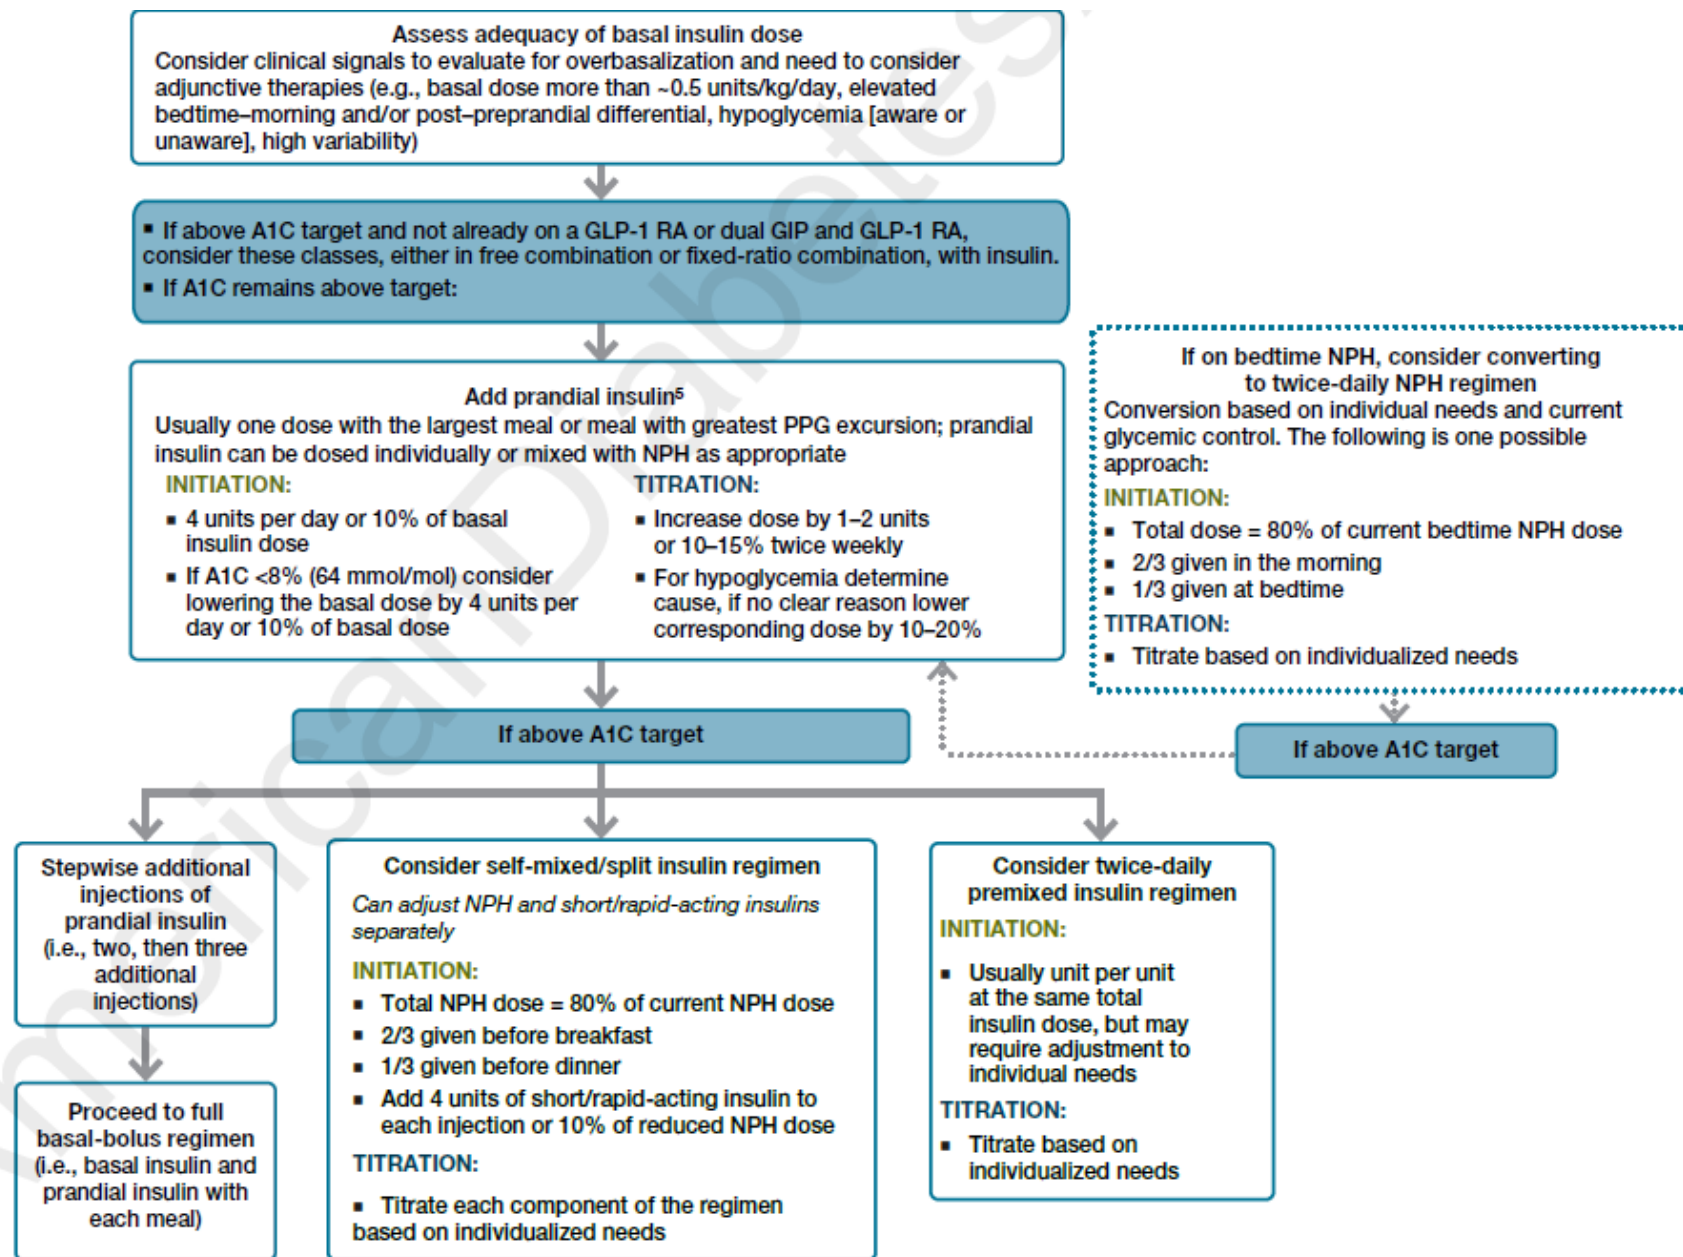 Assess adequacy of basal insulin dose
Consider clinical signals to evaluate for overbasalization and need to consider
adjunctive therapies (e.g., basal dose more than ~0.5 units/kg/day, elevated
bedtime–morning and/or post–preprandial differential, hypoglycemia [aware or
unaware], high variability)
▪ If above A1C target and not already on a GLP-1 RA or dual GIP and GLP-1 RA,
consider these classes, either in free combination or fixed-ratio combination, with insulin.
▪ If A1C remains above target:
Add prandial insulin⁵
Usually one dose with the largest meal or meal with greatest PPG excursion; prandial
insulin can be dosed individually or mixed with NPH as appropriate
INITIATION:
▪ 4 units per day or 10% of basal
insulin dose
▪ If A1C <8% (64 mmol/mol) consider
lowering the basal dose by 4 units per
day or 10% of basal dose
TITRATION:
▪ Increase dose by 1–2 units
or 10–15% twice weekly
▪ For hypoglycemia determine
cause, if no clear reason lower
corresponding dose by 10–20%
If on bedtime NPH, consider converting
to twice-daily NPH regimen
Conversion based on individual needs and current
glycemic control. The following is one possible
approach:
INITIATION:
▪ Total dose = 80% of current bedtime NPH dose
▪ 2/3 given in the morning
▪ 1/3 given at bedtime
TITRATION:
▪ Titrate based on individualized needs
If above A1C target
If above A1C target
Stepwise additional
injections of
prandial insulin
(i.e., two, then three
additional
injections)
Proceed to full
basal-bolus regimen
(i.e., basal insulin and
prandial insulin with
each meal)
Consider self-mixed/split insulin regimen
Can adjust NPH and short/rapid-acting insulins
separately
INITIATION:
▪ Total NPH dose = 80% of current NPH dose
▪ 2/3 given before breakfast
▪ 1/3 given before dinner
▪ Add 4 units of short/rapid-acting insulin to
each injection or 10% of reduced NPH dose
TITRATION:
▪ Titrate each component of the regimen
based on individualized needs
Consider twice-daily
premixed insulin regimen
INITIATION:
▪ Usually unit per unit
at the same total
insulin dose, but may
require adjustment to
individual needs
TITRATION:
▪ Titrate based on
individualized needs
merican Diabetes